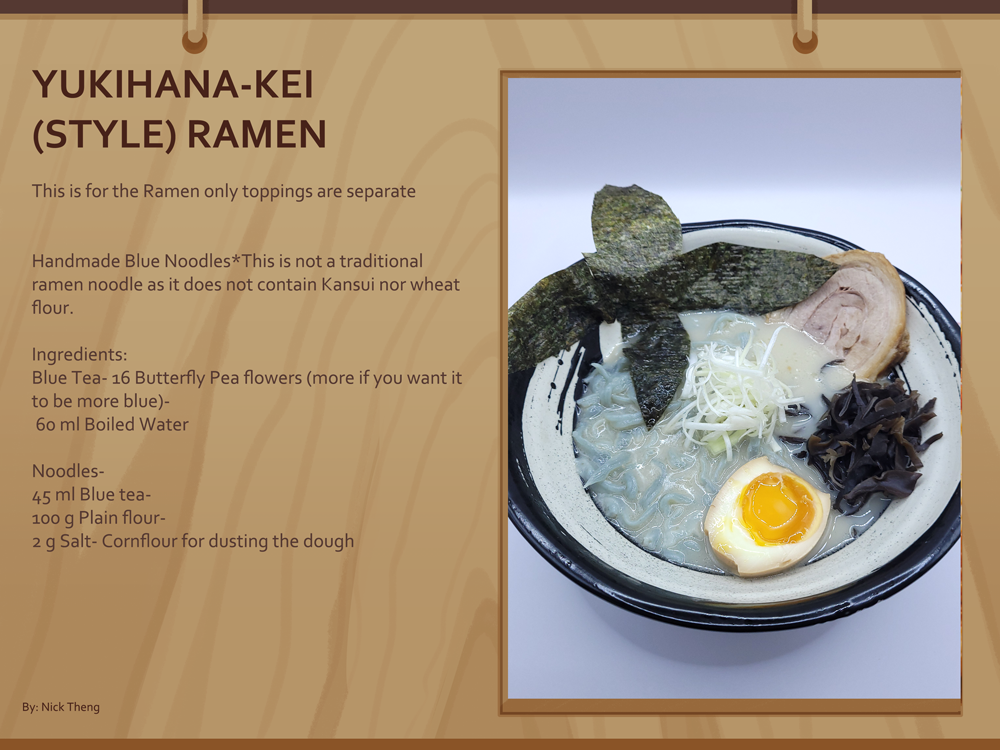 YUKIHANA-KEI
(STYLE) RAMEN
This is for the Ramen only toppings are separate
Handmade Blue Noodles*This is not a traditional
ramen noodle as it does not contain Kansui nor wheat
flour.
Ingredients:
Blue Tea- 16 Butterfly Pea flowers (more if you want it
to be more blue)-
60 ml Boiled Water
Noodles-
45 ml Blue tea-
100 g Plain flour-
2 g Salt- Cornflour for dusting the dough
By: Nick Theng